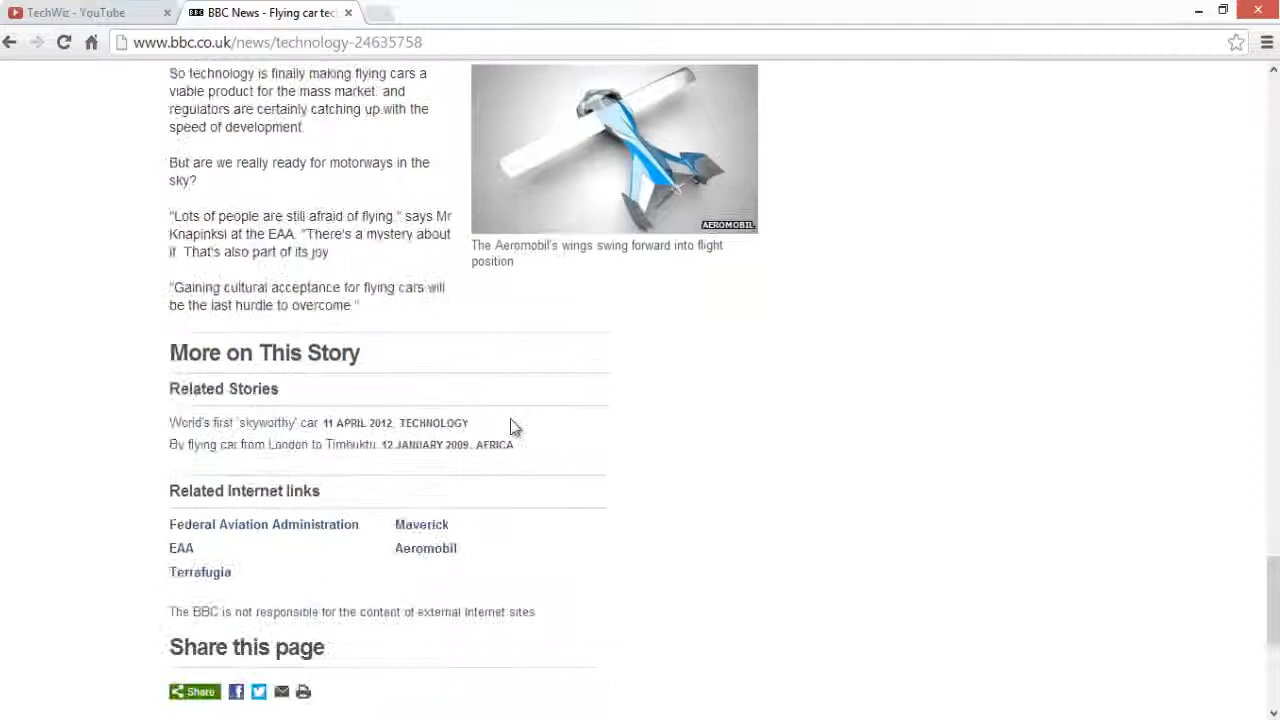 TechWiz - YouTube
BBC News - Flying car tec
www.bbc.co.uk/news/technology-24635758
So technology is finally making flying cars a
viable product for the mass market, and
regulators are certainly catching up with the
speed of development.
But are we really ready for motorways in the
sky?
"Lots of people are still afraid of flying," says Mr
Knapinksi at the EAA. "There's a mystery about
it. That's also part of its joy
"Gaining cultural acceptance for flying cars will
be the last hurdle to overcome."
AEROMOBIL
The Aeromobil's wings swing forward into flight
position
More on This Story
Related Stories
World's first 'skyworthy' car 11 APRIL 2012, TECHNOLOGY
By flying car from London to Timbuktu 12 JANUARY 2009, AFRICA
Related Internet links
Federal Aviation Administration
Maverick
EAA
Aeromobil
Terrafugia
The BBC is not responsible for the content of external Internet sites
Share this page
Share